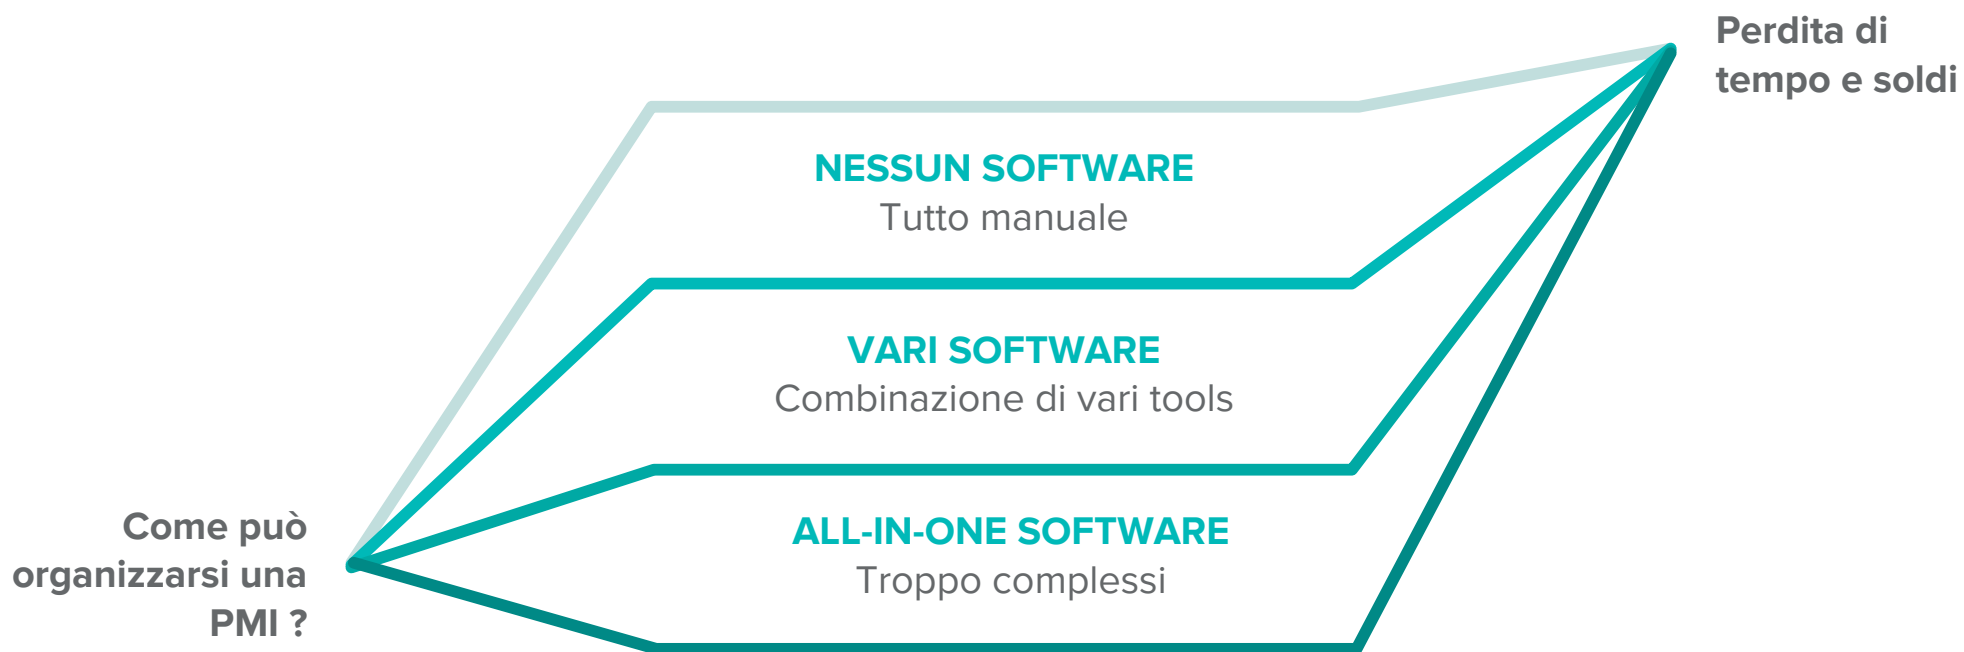 Perdita di
tempo e soldi
NESSUN SOFTWARE
Tutto manuale
VARI SOFTWARE
Combinazione di vari tools
ALL-IN-ONE SOFTWARE
Troppo complessi
Come può
organizzarsi una
PMI ?